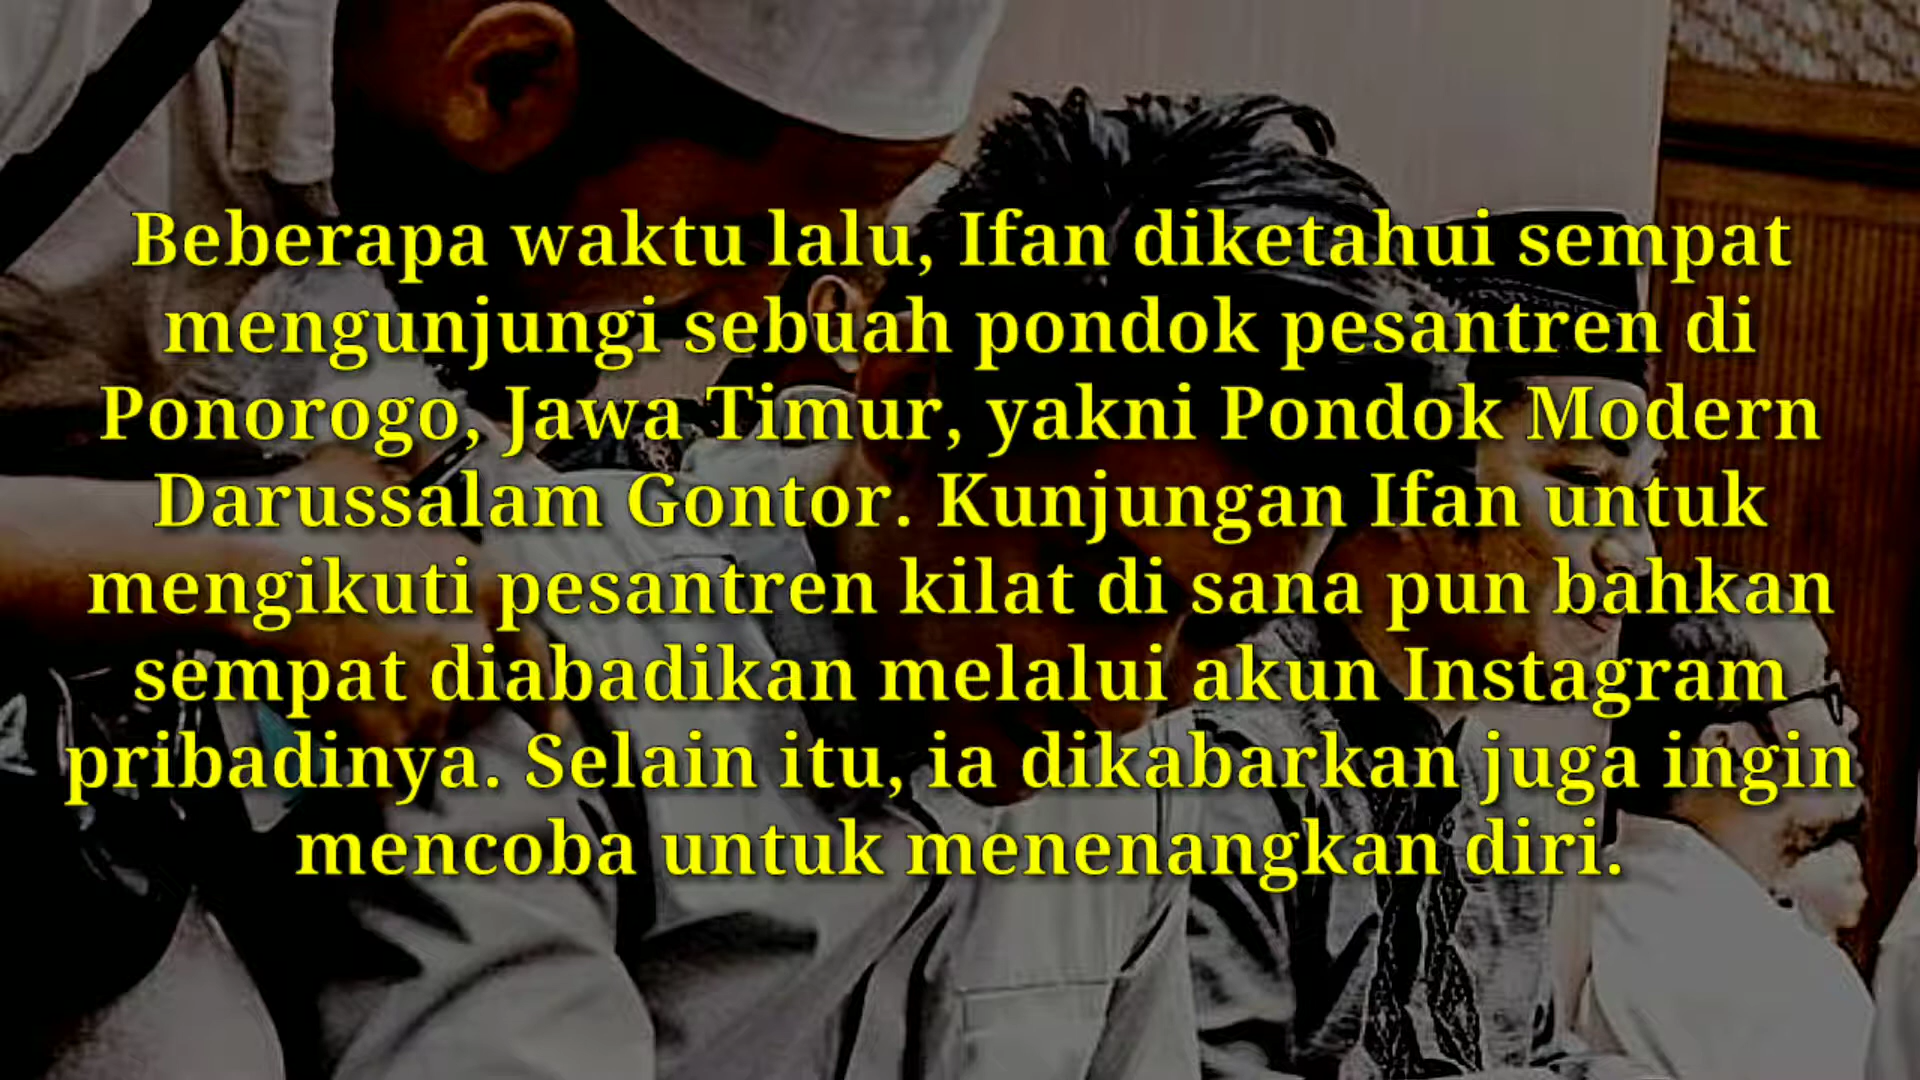 Beberapa waktu lalu, Ifan diketahui sempat
mengunjungi sebuah pondok pesantren di
Ponorogo, Jawa Timur, yakni Pondok Modern
Darussalam Gontor. Kunjungan Ifan untuk
mengikuti pesantren kilat di sana pun bahkan
sempat diabadikan melalui akun Instagram
pribadinya. Selain itu, ia dikabarkan juga ingin
mencoba untuk menenangkan diri.